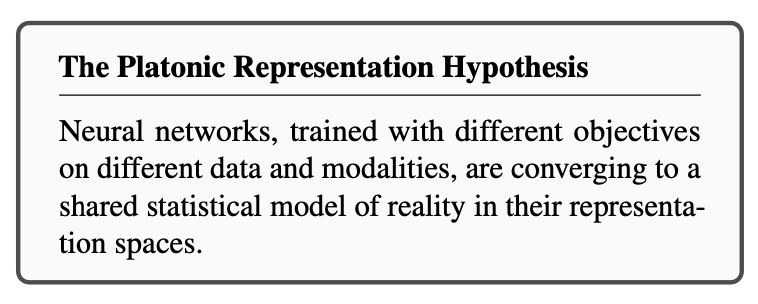 The Platonic Representation Hypothesis
Neural networks, trained with different objectives
on different data and modalities, are converging to a
shared statistical model of reality in their representa-
tion spaces.